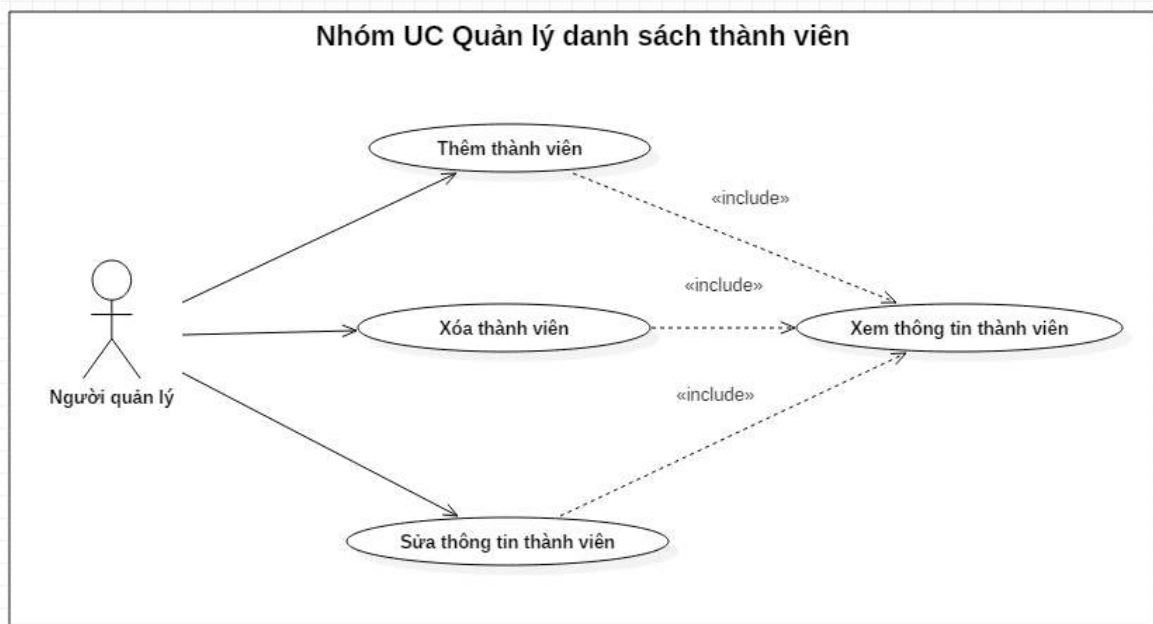 Nhóm UC Quản lý danh sách thành viên
Thêm thành viên
«include»
«include»
Xóa thành viên
Xem thông tin thành viên
Người quản lý
«include»
Sửa thông tin thành viên